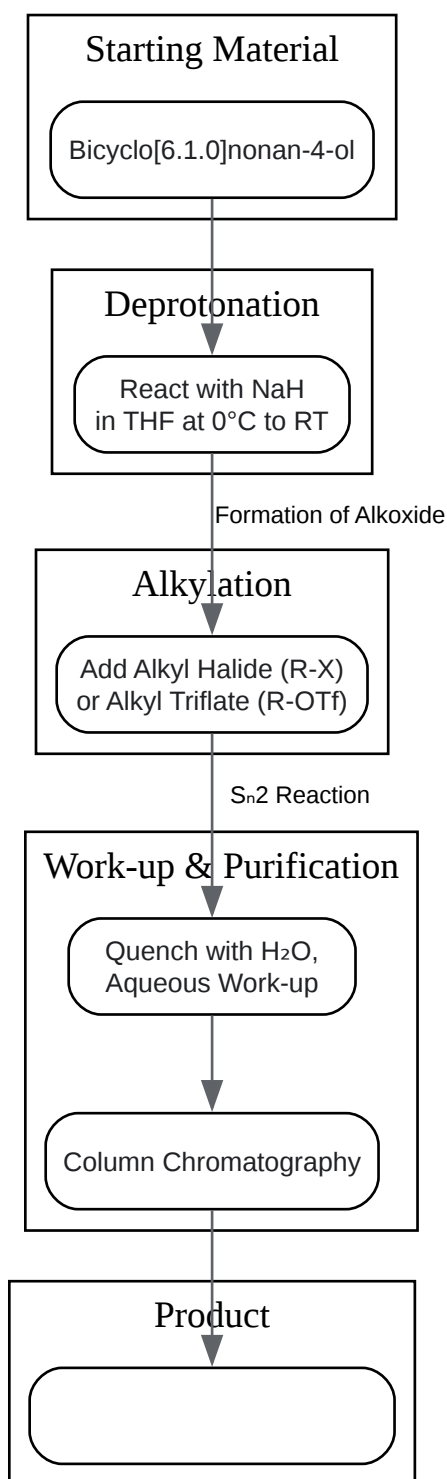 Starting Material
Bicyclo[6.1.0]nonan-4-ol
Deprotonation
React with NaH
in THF at 0°C to RT
Formation of Alkoxide
Alkylation
Add Alkyl Halide (R-X)
or Alkyl Triflate (R-OTf)
Sₙ2 Reaction
Work-up & Purification
Quench with H₂O,
Aqueous Work-up
Column Chromatography
Product